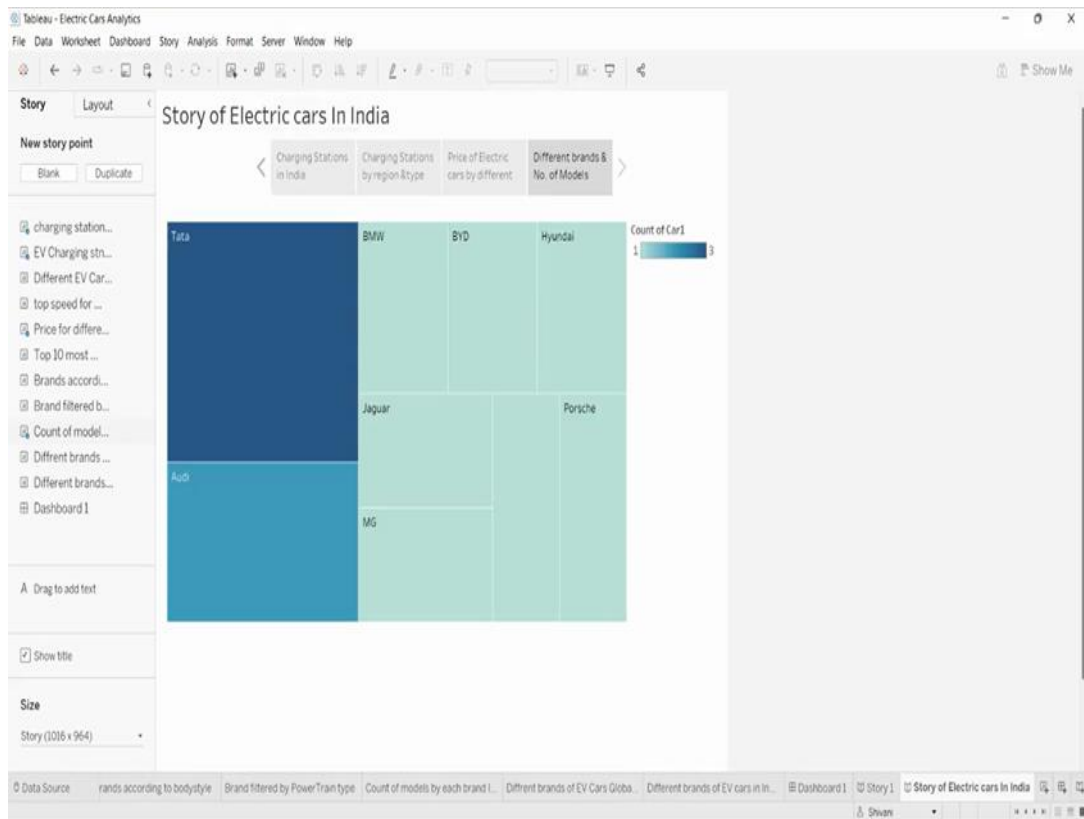 Tableau - Electric Cars Analytics
File Data Worksheet Dashboard Story Analysis Format Server Window Help
Show Me
Story Layout
New story point
Blank Duplicate
charging station...
EV Charging stn...
Different EV Car...
top speed for ...
Price for differe...
Top 10 most ...
Brands accordi...
Brand filtered b...
Count of model...
Diffrent brands ...
Different brands...
Dashboard 1
A Drag to add text
Show title
Size
Story (1016 x 964)
Story of Electric cars In India
Charging Stations
in India
Charging Stations
by region &type
Price of Electric
cars by different
Different brands &
No. of Models
Tata
BMW
BYD
Hyundai
Jaguar
Porsche
Audi
MG
Count of Car1
1 3
Data Source rands according to bodystyle Brand filtered by PowerTrain type Count of models by each brand I... Diffrent brands of EV Cars Globa... Different brands of EV cars in In... Dashboard 1 Story 1 Story of Electric cars In India
Shivani